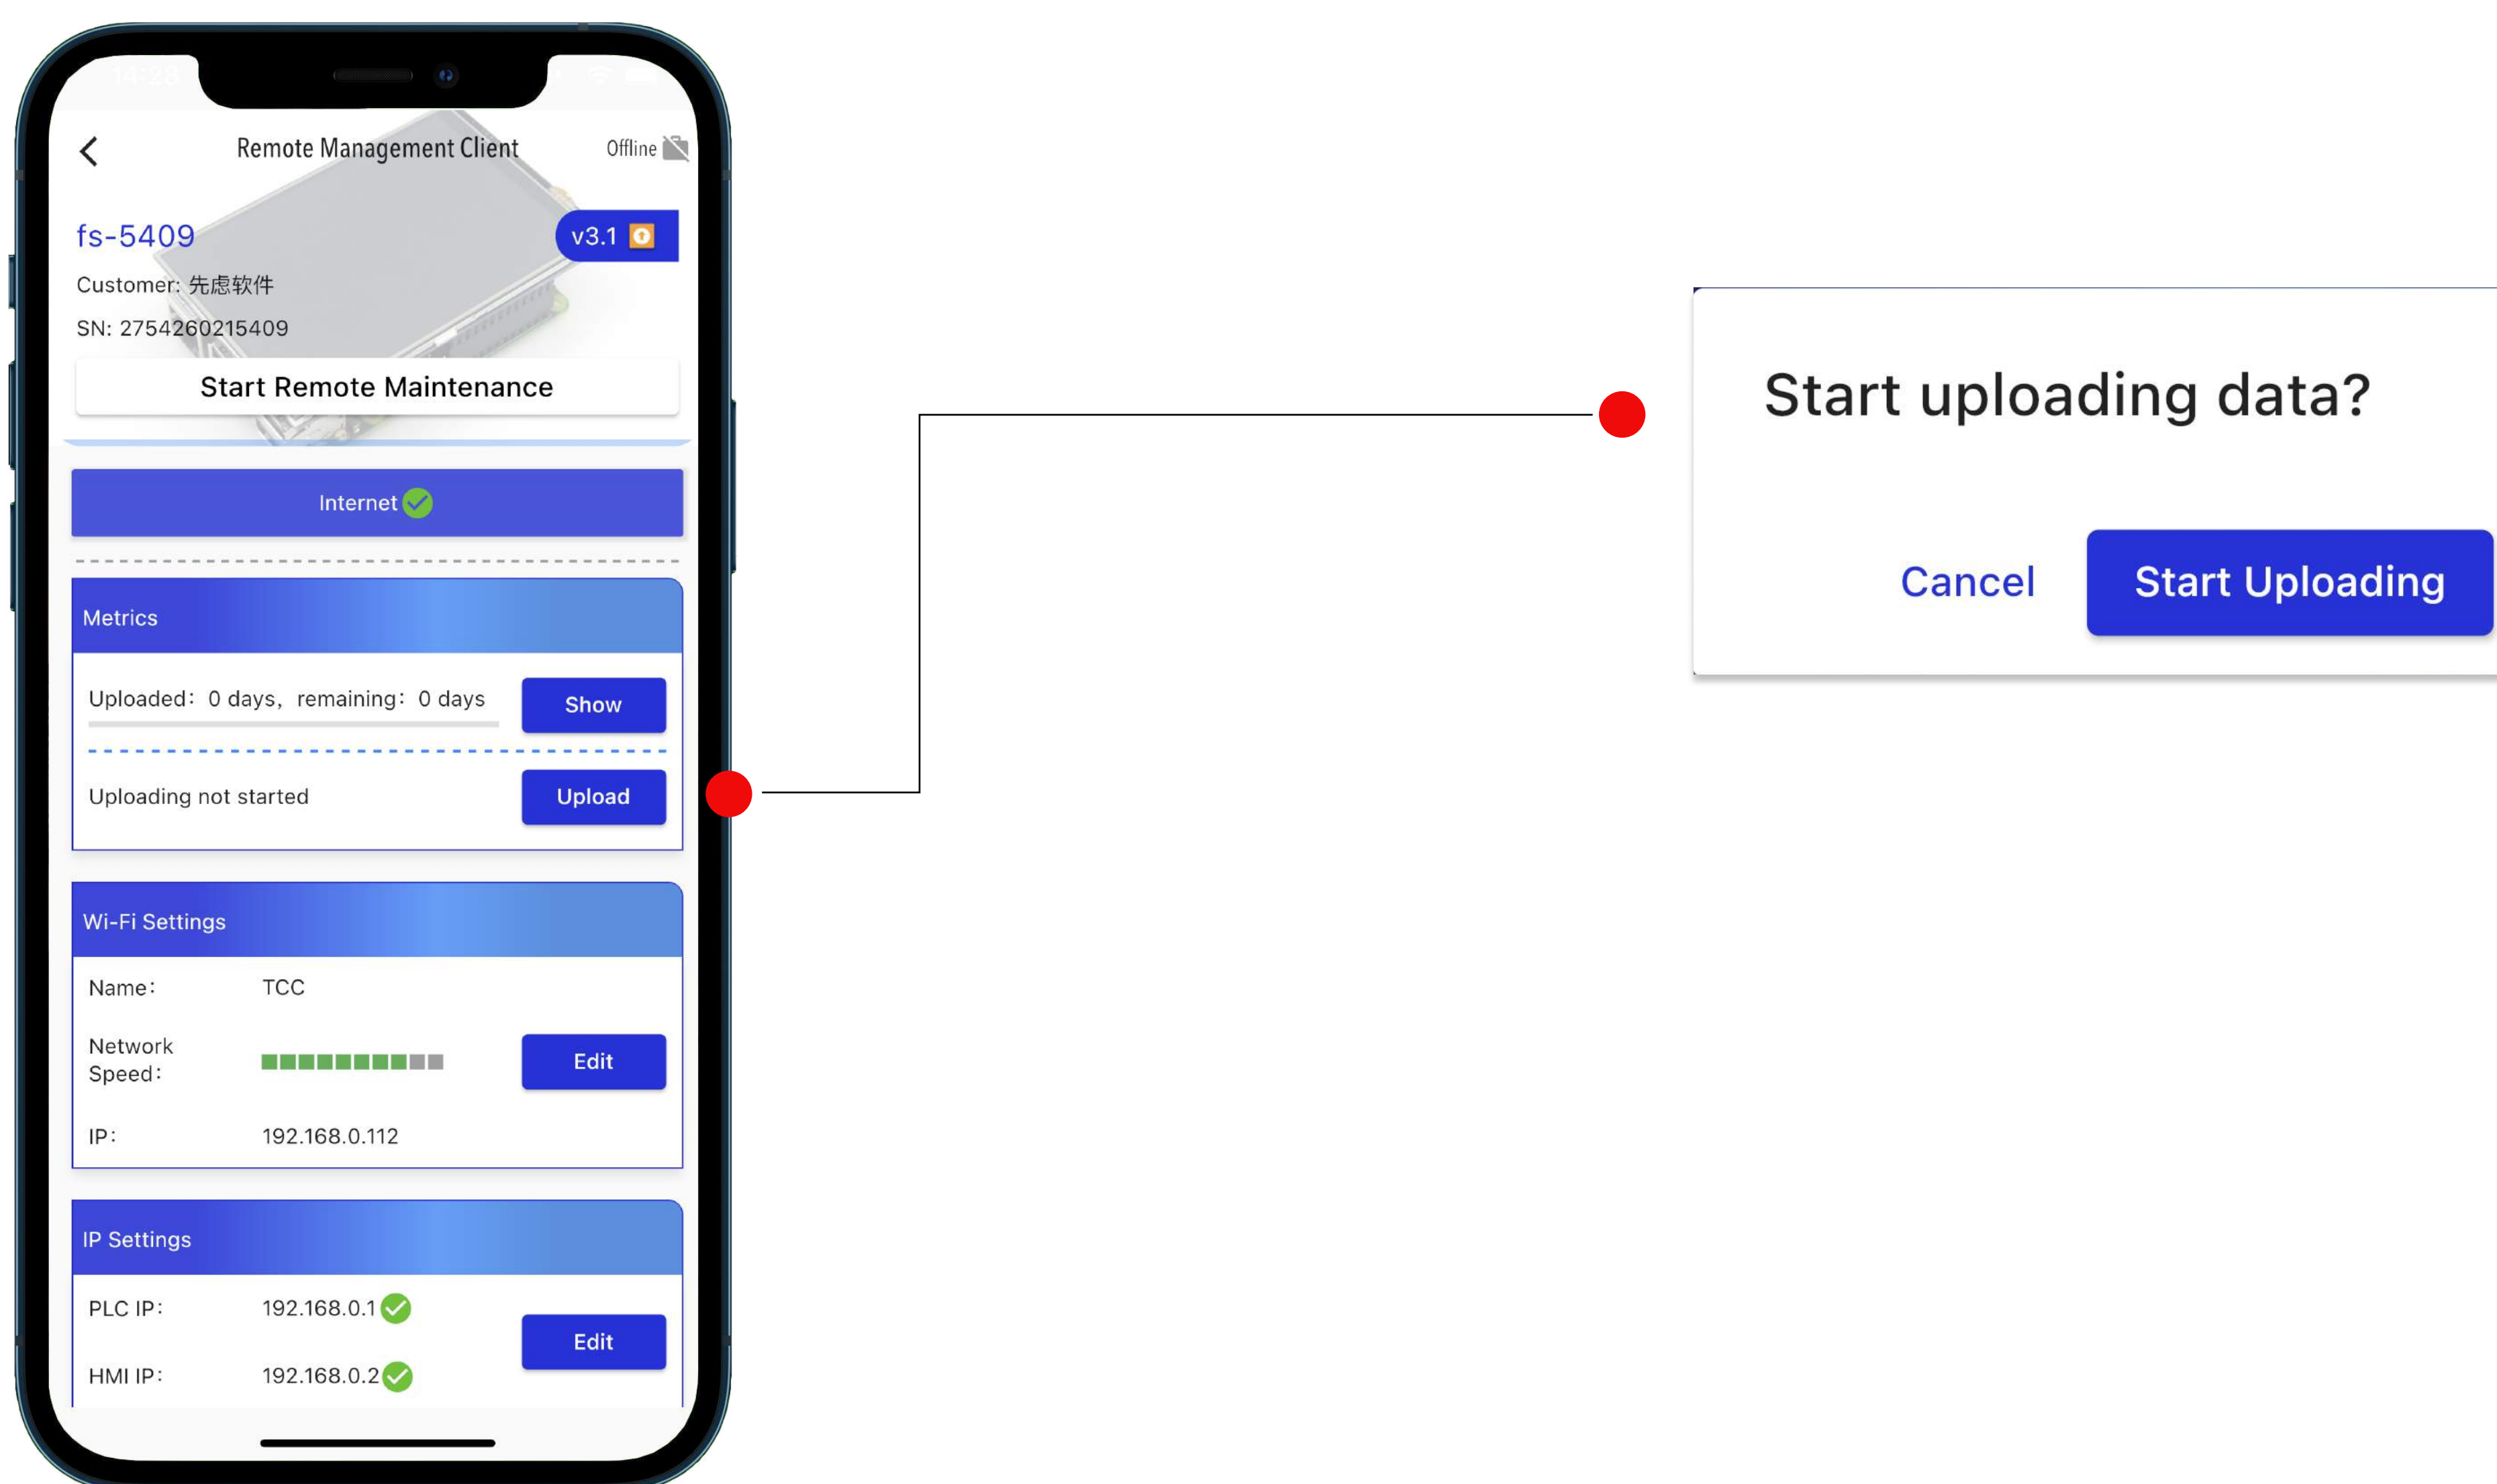 Remote Management Client
Offline
fs-5409
v3.1
Customer: 先虑软件
SN: 2754260215409
Start Remote Maintenance
Internet
Metrics
Uploaded：0 days，remaining：0 days
Show
Uploading not started
Upload
Wi-Fi Settings
Name：
TCC
Network
Speed：
Edit
IP：
192.168.0.112
IP Settings
PLC IP：
192.168.0.1
Edit
HMI IP：
192.168.0.2
Start uploading data?
Cancel
Start Uploading